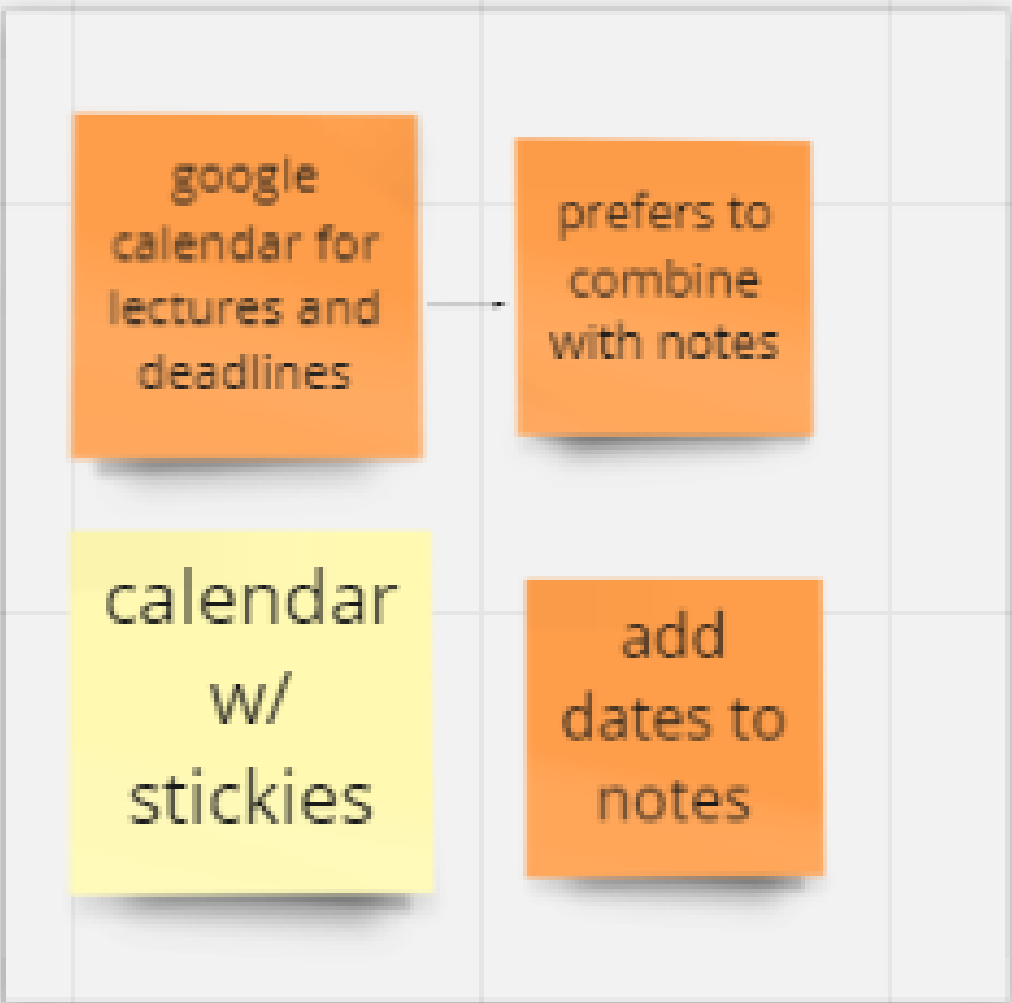 google
calendar for
lectures and
deadlines
prefers to
combine
with notes
calendar
w/
stickies
add
dates to
notes